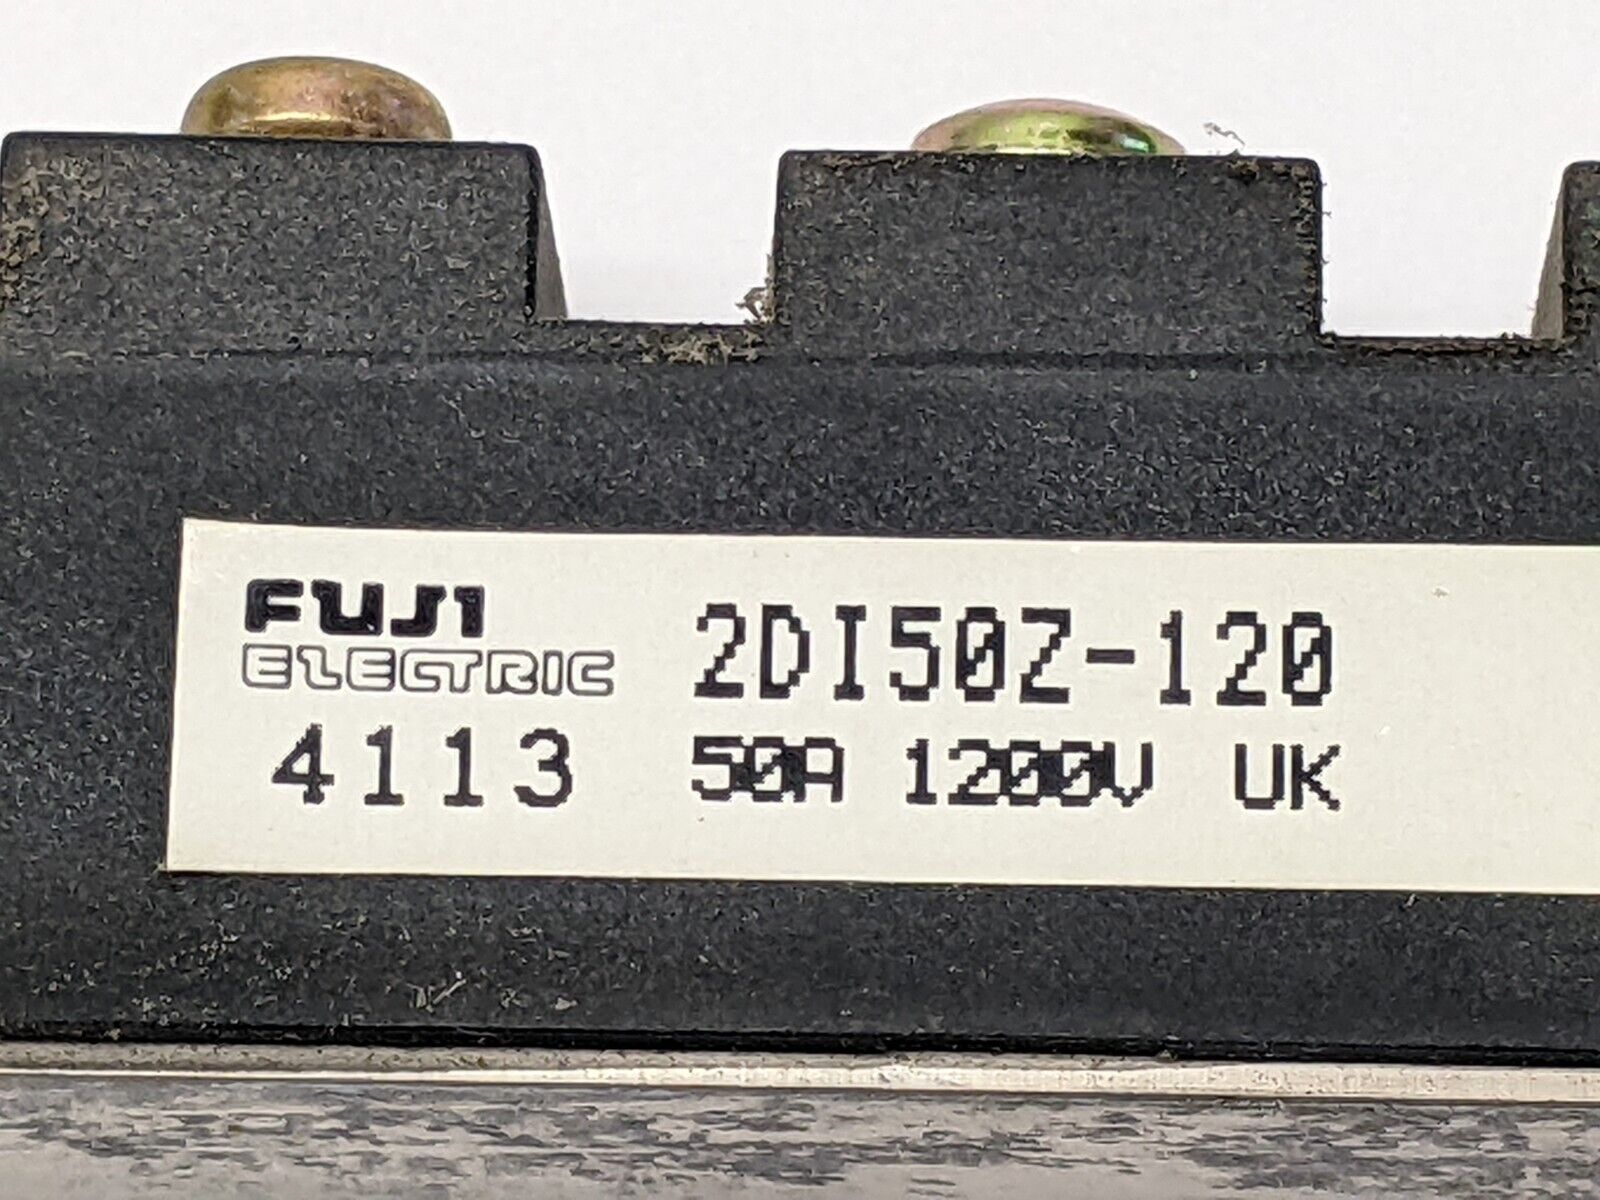 FUJI
ELECTRIC
2DI50Z-120
4113 50A 1200V UK